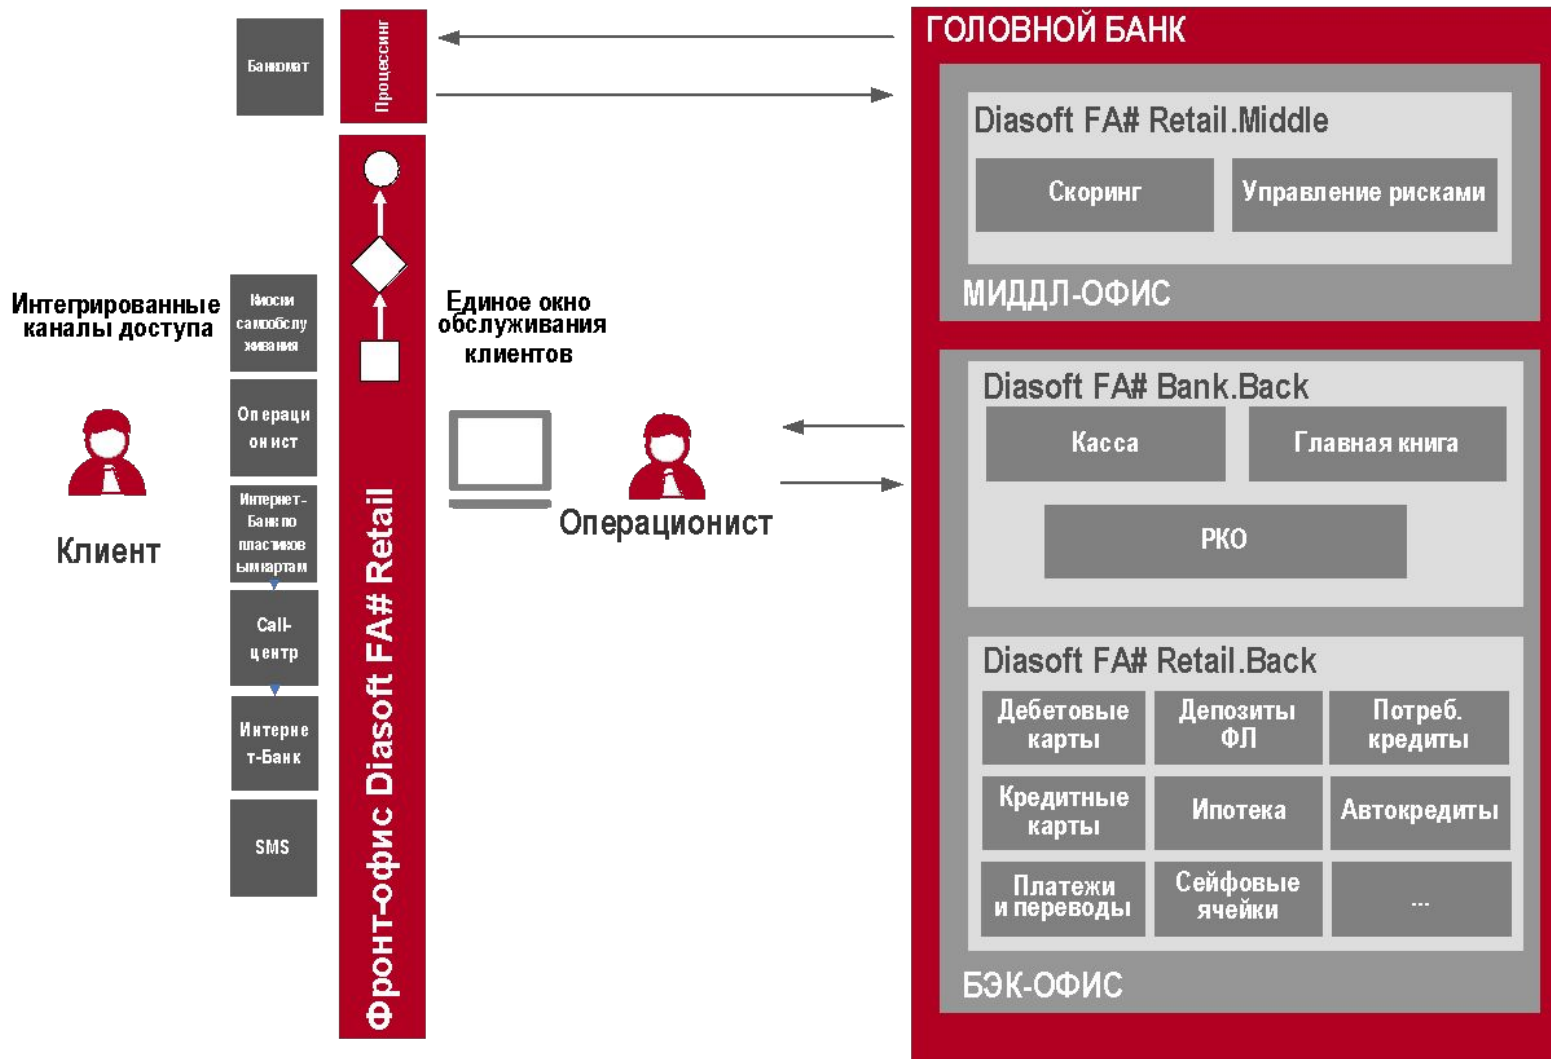 Банкомат
Процессинг
Интегрированные
каналы доступа
Клиент
Киоски
самообслу
живания
Операци
онист
Интернет-
Банк по
пластиков
ым картам
Call-
центр
Интерне
т-Банк
SMS
Фронт-офис Diasoft FA# Retail
Единое окно
обслуживания
клиентов
Операционист
ГОЛОВНОЙ БАНК
Diasoft FA# Retail.Middle
Скоринг
Управление рисками
МИДДЛ-ОФИС
Diasoft FA# Bank.Back
Касса
Главная книга
РКО
Diasoft FA# Retail.Back
Дебетовые
карты
Депозиты
ФЛ
Потреб.
кредиты
Кредитные
карты
Ипотека
Автокредиты
Платежи
и переводы
Сейфовые
ячейки
...
БЭК-ОФИС